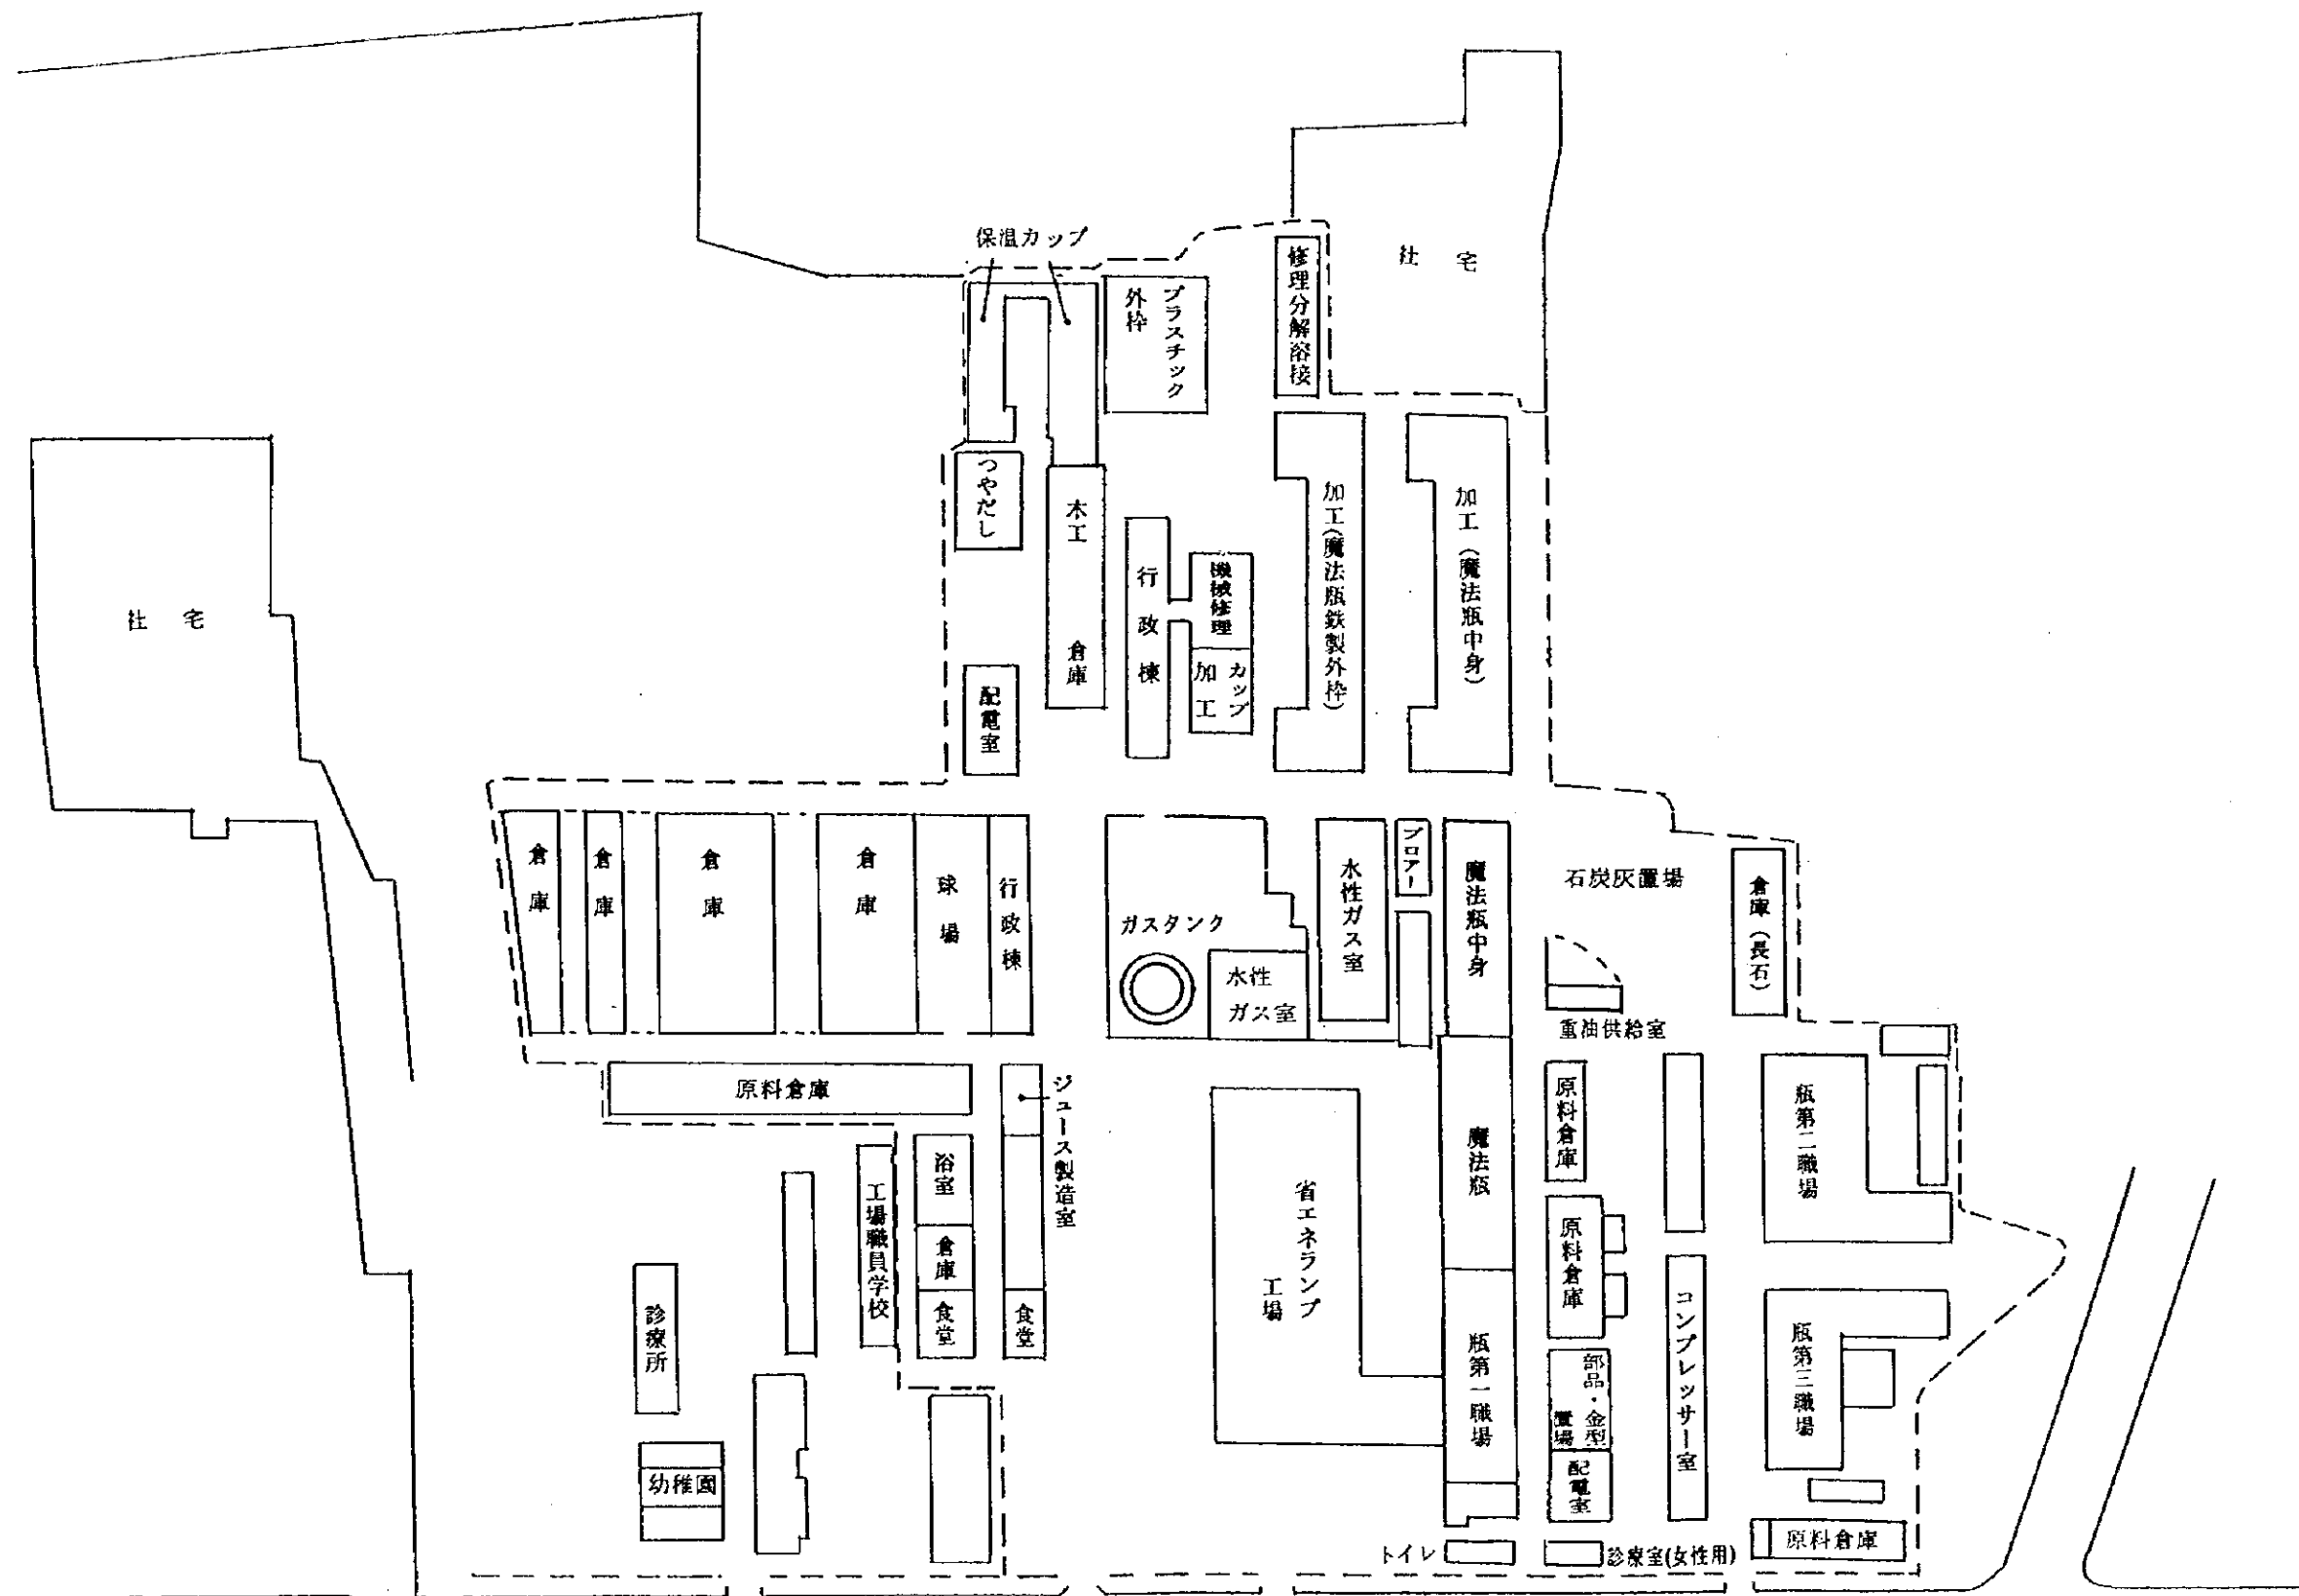 保温カップ
修理分解溶接
社宅
プラスチック
外枠
つやだし
木工
倉庫
行政棟
機械修理
カップ
加工
加工(魔法瓶鉄製外枠)
加工(魔法瓶中身)
社宅
配電室
倉庫
倉庫
倉庫
倉庫
球場
行政棟
ガスタンク
水性
ガス室
水性ガス室
ブロアー
魔法瓶中身
石炭灰置場
倉庫(長石)
重油供給室
原料倉庫
ジュース製造室
浴室
倉庫
食堂
食堂
工場職員学校
診療所
幼稚園
省エネランプ
工場
魔法瓶
瓶第一職場
原料倉庫
原料倉庫
部品・金型
置場
配電室
コンプレッサー室
瓶第二職場
瓶第三職場
原料倉庫
トイレ
診療室(女性用)